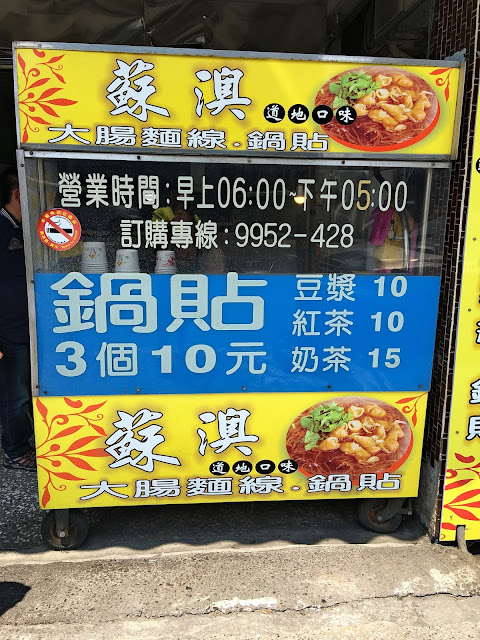 蘇澳 道地口味
大腸麵線.鍋貼
營業時間:早上06:00~下午05:00
訂購專線:9952-428
鍋貼
3個10元
豆漿 10
紅茶 10
奶茶 15
蘇澳 道地口味
大腸麵線.鍋貼